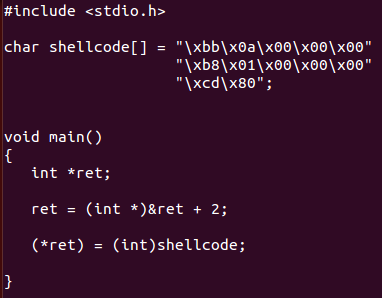 #include <stdio.h>
char shellcode[] = "\xbb\x0a\x00\x00\x00"
"\xb8\x01\x00\x00\x00"
"\xcd\x80";
void main()
{
int *ret;
ret = (int *)&ret + 2;
(*ret) = (int)shellcode;
}